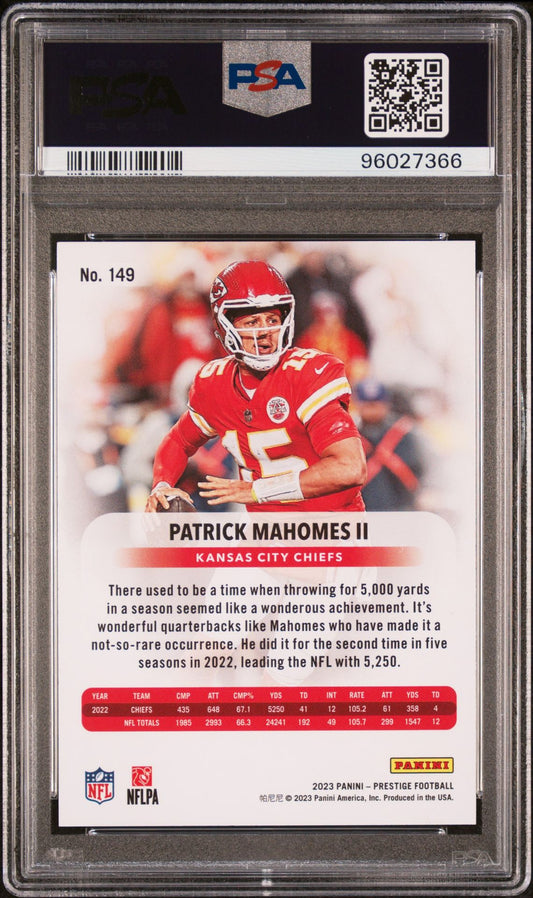 PSA
PSA
96027366
No. 149
15
15
PATRICK MAHOMES II
KANSAS CITY CHIEFS
There used to be a time when throwing for 5,000 yards
in a season seemed like a wonderous achievement. It's
wonderful quarterbacks like Mahomes who have made it a
not-so-rare occurrence. He did it for the second time in five
seasons in 2022, leading the NFL with 5,250.
YEAR TEAM CMP ATT CMP% YDS TD INT RATE ATT YDS TD
2022 CHIEFS 435 648 67.1 5250 41 12 105.2 61 358 4
NFL TOTALS 1985 2993 66.3 24241 192 49 105.7 299 1547 12
PANINI
NFL
NFLPA
2023 PANINI – PRESTIGE FOOTBALL
帕尼尼 © 2023 Panini America, Inc. Produced in the USA.
PSA